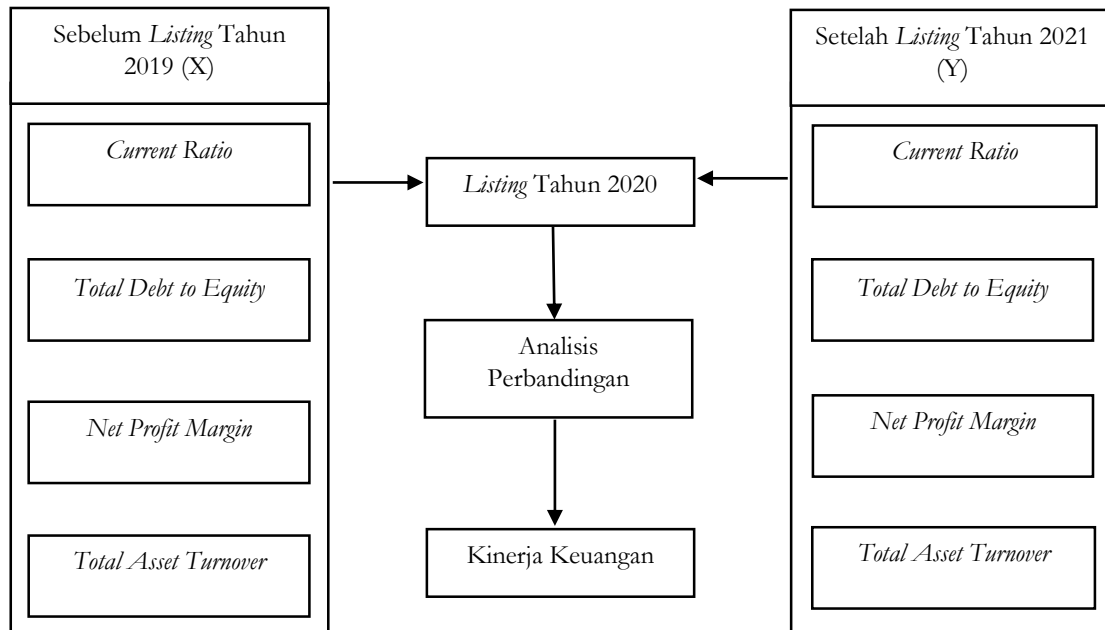 Sebelum Listing Tahun
2019 (X)
Current Ratio
Total Debt to Equity
Net Profit Margin
Total Asset Turnover
Listing Tahun 2020
Analisis
Perbandingan
Kinerja Keuangan
Setelah Listing Tahun 2021
(Y)
Current Ratio
Total Debt to Equity
Net Profit Margin
Total Asset Turnover